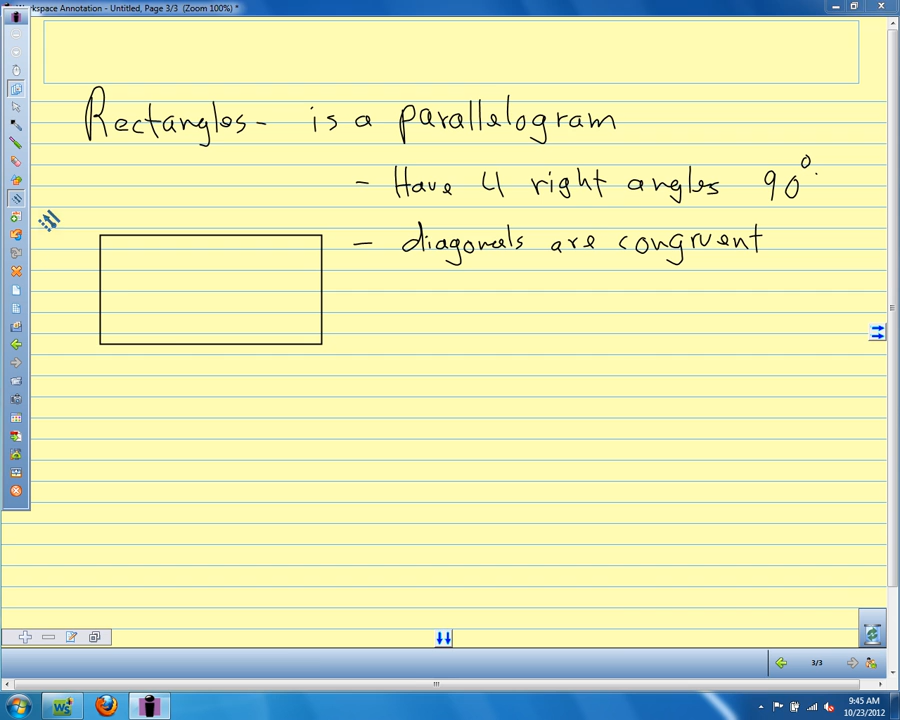 Workspace Annotation - Untitled, Page 3/3 (Zoom 100%) *
Rectangles - is a parallelogram
- Have 4 right angles 90°.
- diagonals are congruent
3/3
9:45 AM
10/23/2012